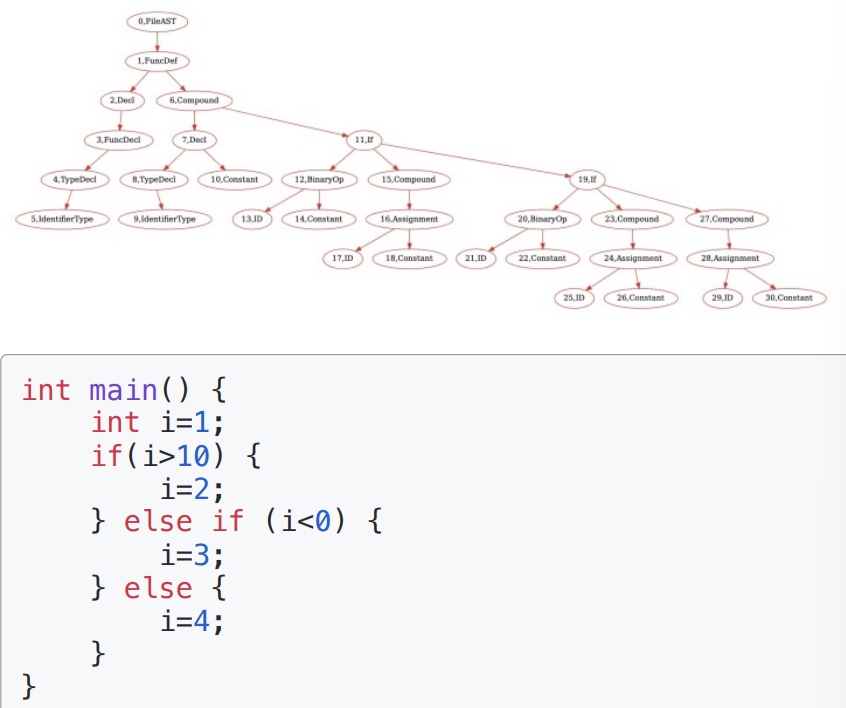 0,FileAST
1,FuncDef
2,Decl 6,Compound
3,FuncDecl 7,Decl 11,If
4,TypeDecl 8,TypeDecl 10,Constant 12,BinaryOp 15,Compound 19,If
5,IdentifierType 9,IdentifierType 13,ID 14,Constant 16,Assignment 20,BinaryOp 23,Compound 27,Compound
17,ID 18,Constant 21,ID 22,Constant 24,Assignment 28,Assignment
25,ID 26,Constant 29,ID 30,Constant
int main() {
    int i=1;
    if(i>10) {
        i=2;
    } else if (i<0) {
        i=3;
    } else {
        i=4;
    }
}